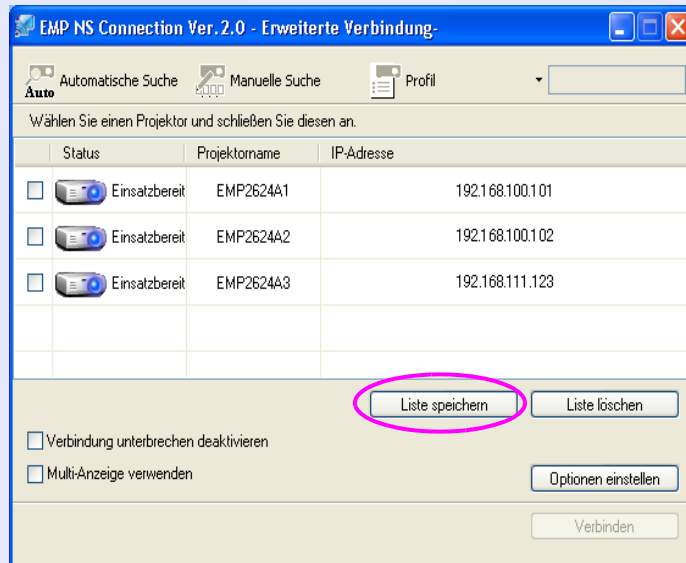 EMP NS Connection Ver.2.0 - Erweiterte Verbindung-
Auto Automatische Suche Manuelle Suche Profil
Wählen Sie einen Projektor und schließen Sie diesen an.
Status Projektorname IP-Adresse
Einsatzbereit EMP2624A1 192.168.100.101
Einsatzbereit EMP2624A2 192.168.100.102
Einsatzbereit EMP2624A3 192.168.111.123
Liste speichern Liste löschen
Verbindung unterbrechen deaktivieren
Multi-Anzeige verwenden
Optionen einstellen
Verbinden